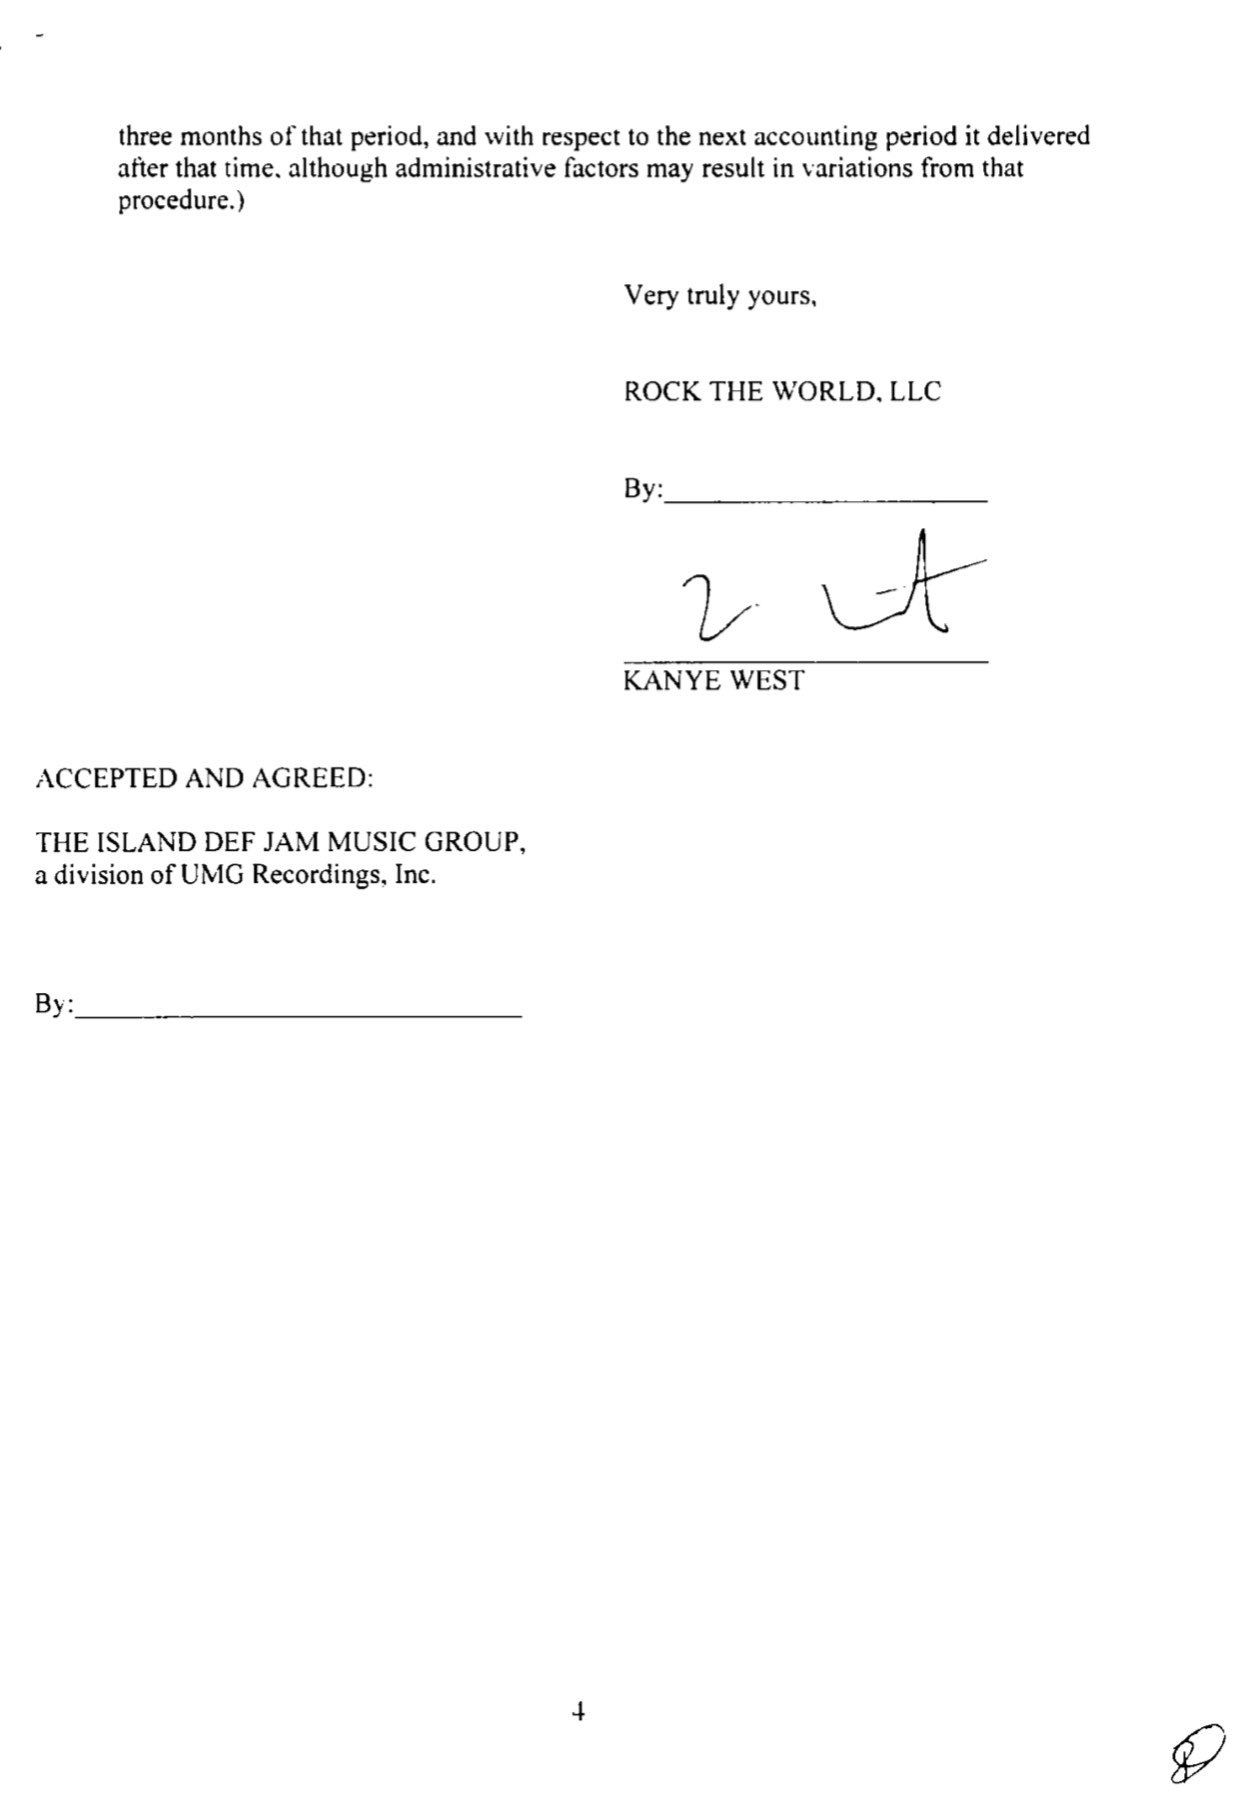 three months of that period, and with respect to the next accounting period it delivered
after that time, although administrative factors may result in variations from that
procedure.)
Very truly yours,
ROCK THE WORLD, LLC
By:
KANYE WEST
ACCEPTED AND AGREED:
THE ISLAND DEF JAM MUSIC GROUP,
a division of UMG Recordings, Inc.
By:
4